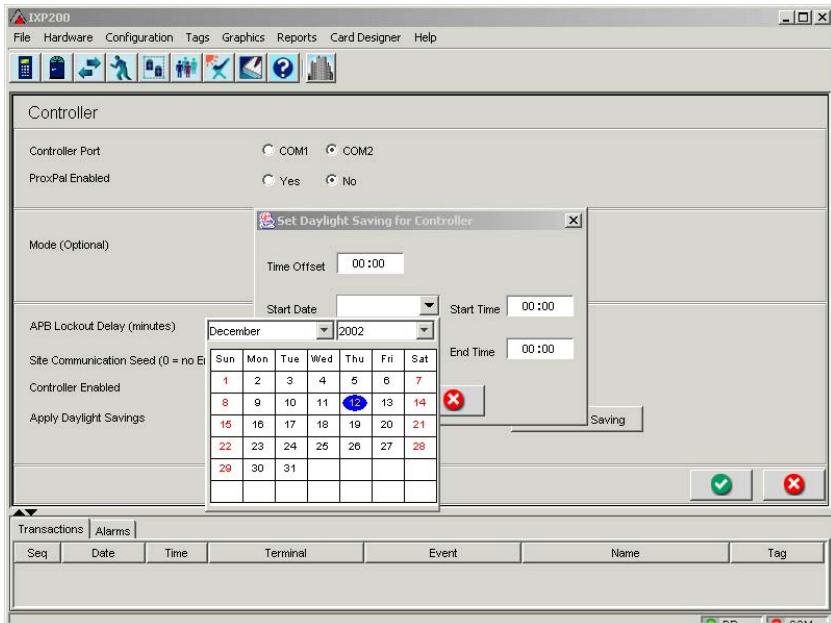 IXP200
File Hardware Configuration Tags Graphics Reports Card Designer Help
Controller
Controller Port COM1 COM2
ProxPal Enabled Yes No
Set Daylight Saving for Controller
Mode (Optional)
Time Offset 00:00
Start Date Start Time 00:00
APB Lockout Delay (minutes)
December 2002
Site Communication Seed (0 = no
End Time 00:00
Controller Enabled
Apply Daylight Savings
Saving
Sun Mon Tue Wed Thu Fri Sat
1 2 3 4 5 6 7
8 9 10 11 12 13 14
15 16 17 18 19 20 21
22 23 24 25 26 27 28
29 30 31
Transactions Alarms
Seq Date Time Terminal Event Name Tag